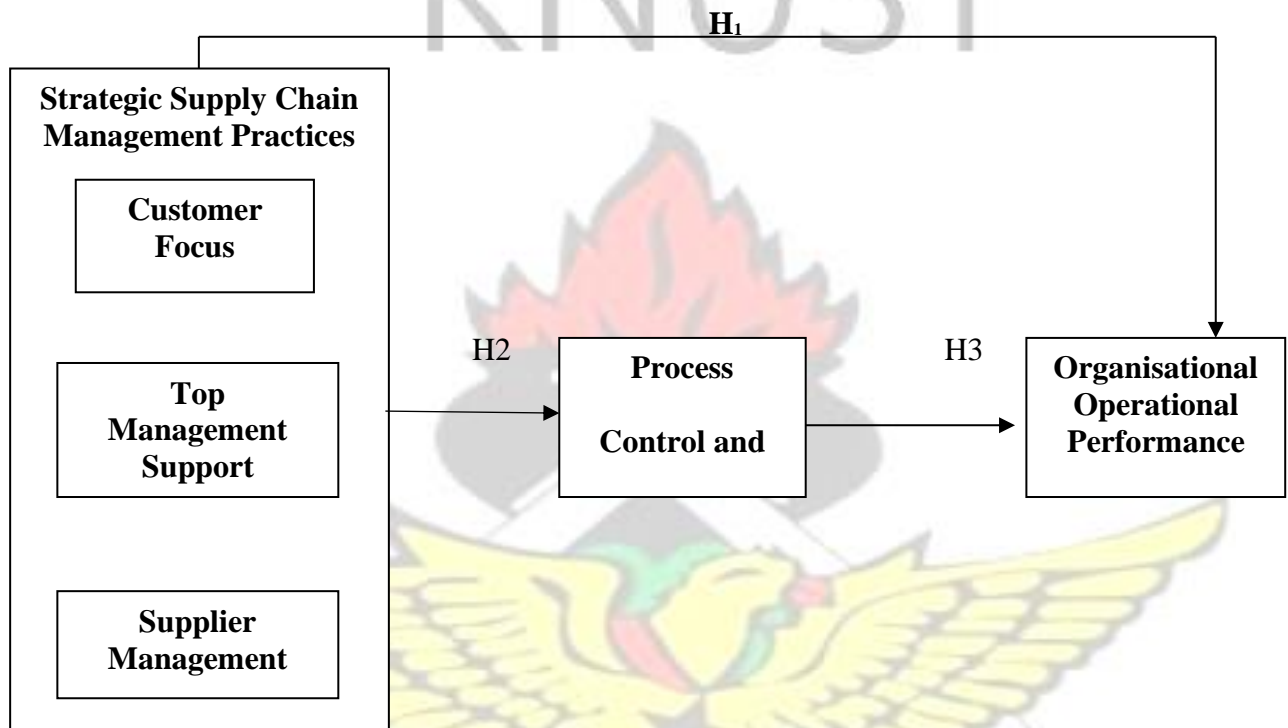 KNUST
H₁
Strategic Supply Chain
Management Practices
Customer
Focus
Top
Management
Support
Supplier
Management
H2
Process
Control and
H3
Organisational
Operational
Performance